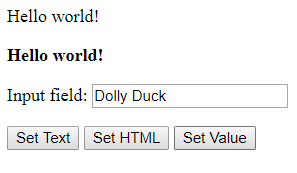 Hello world!
Hello world!
Input field: Dolly Duck
Set Text Set HTML Set Value